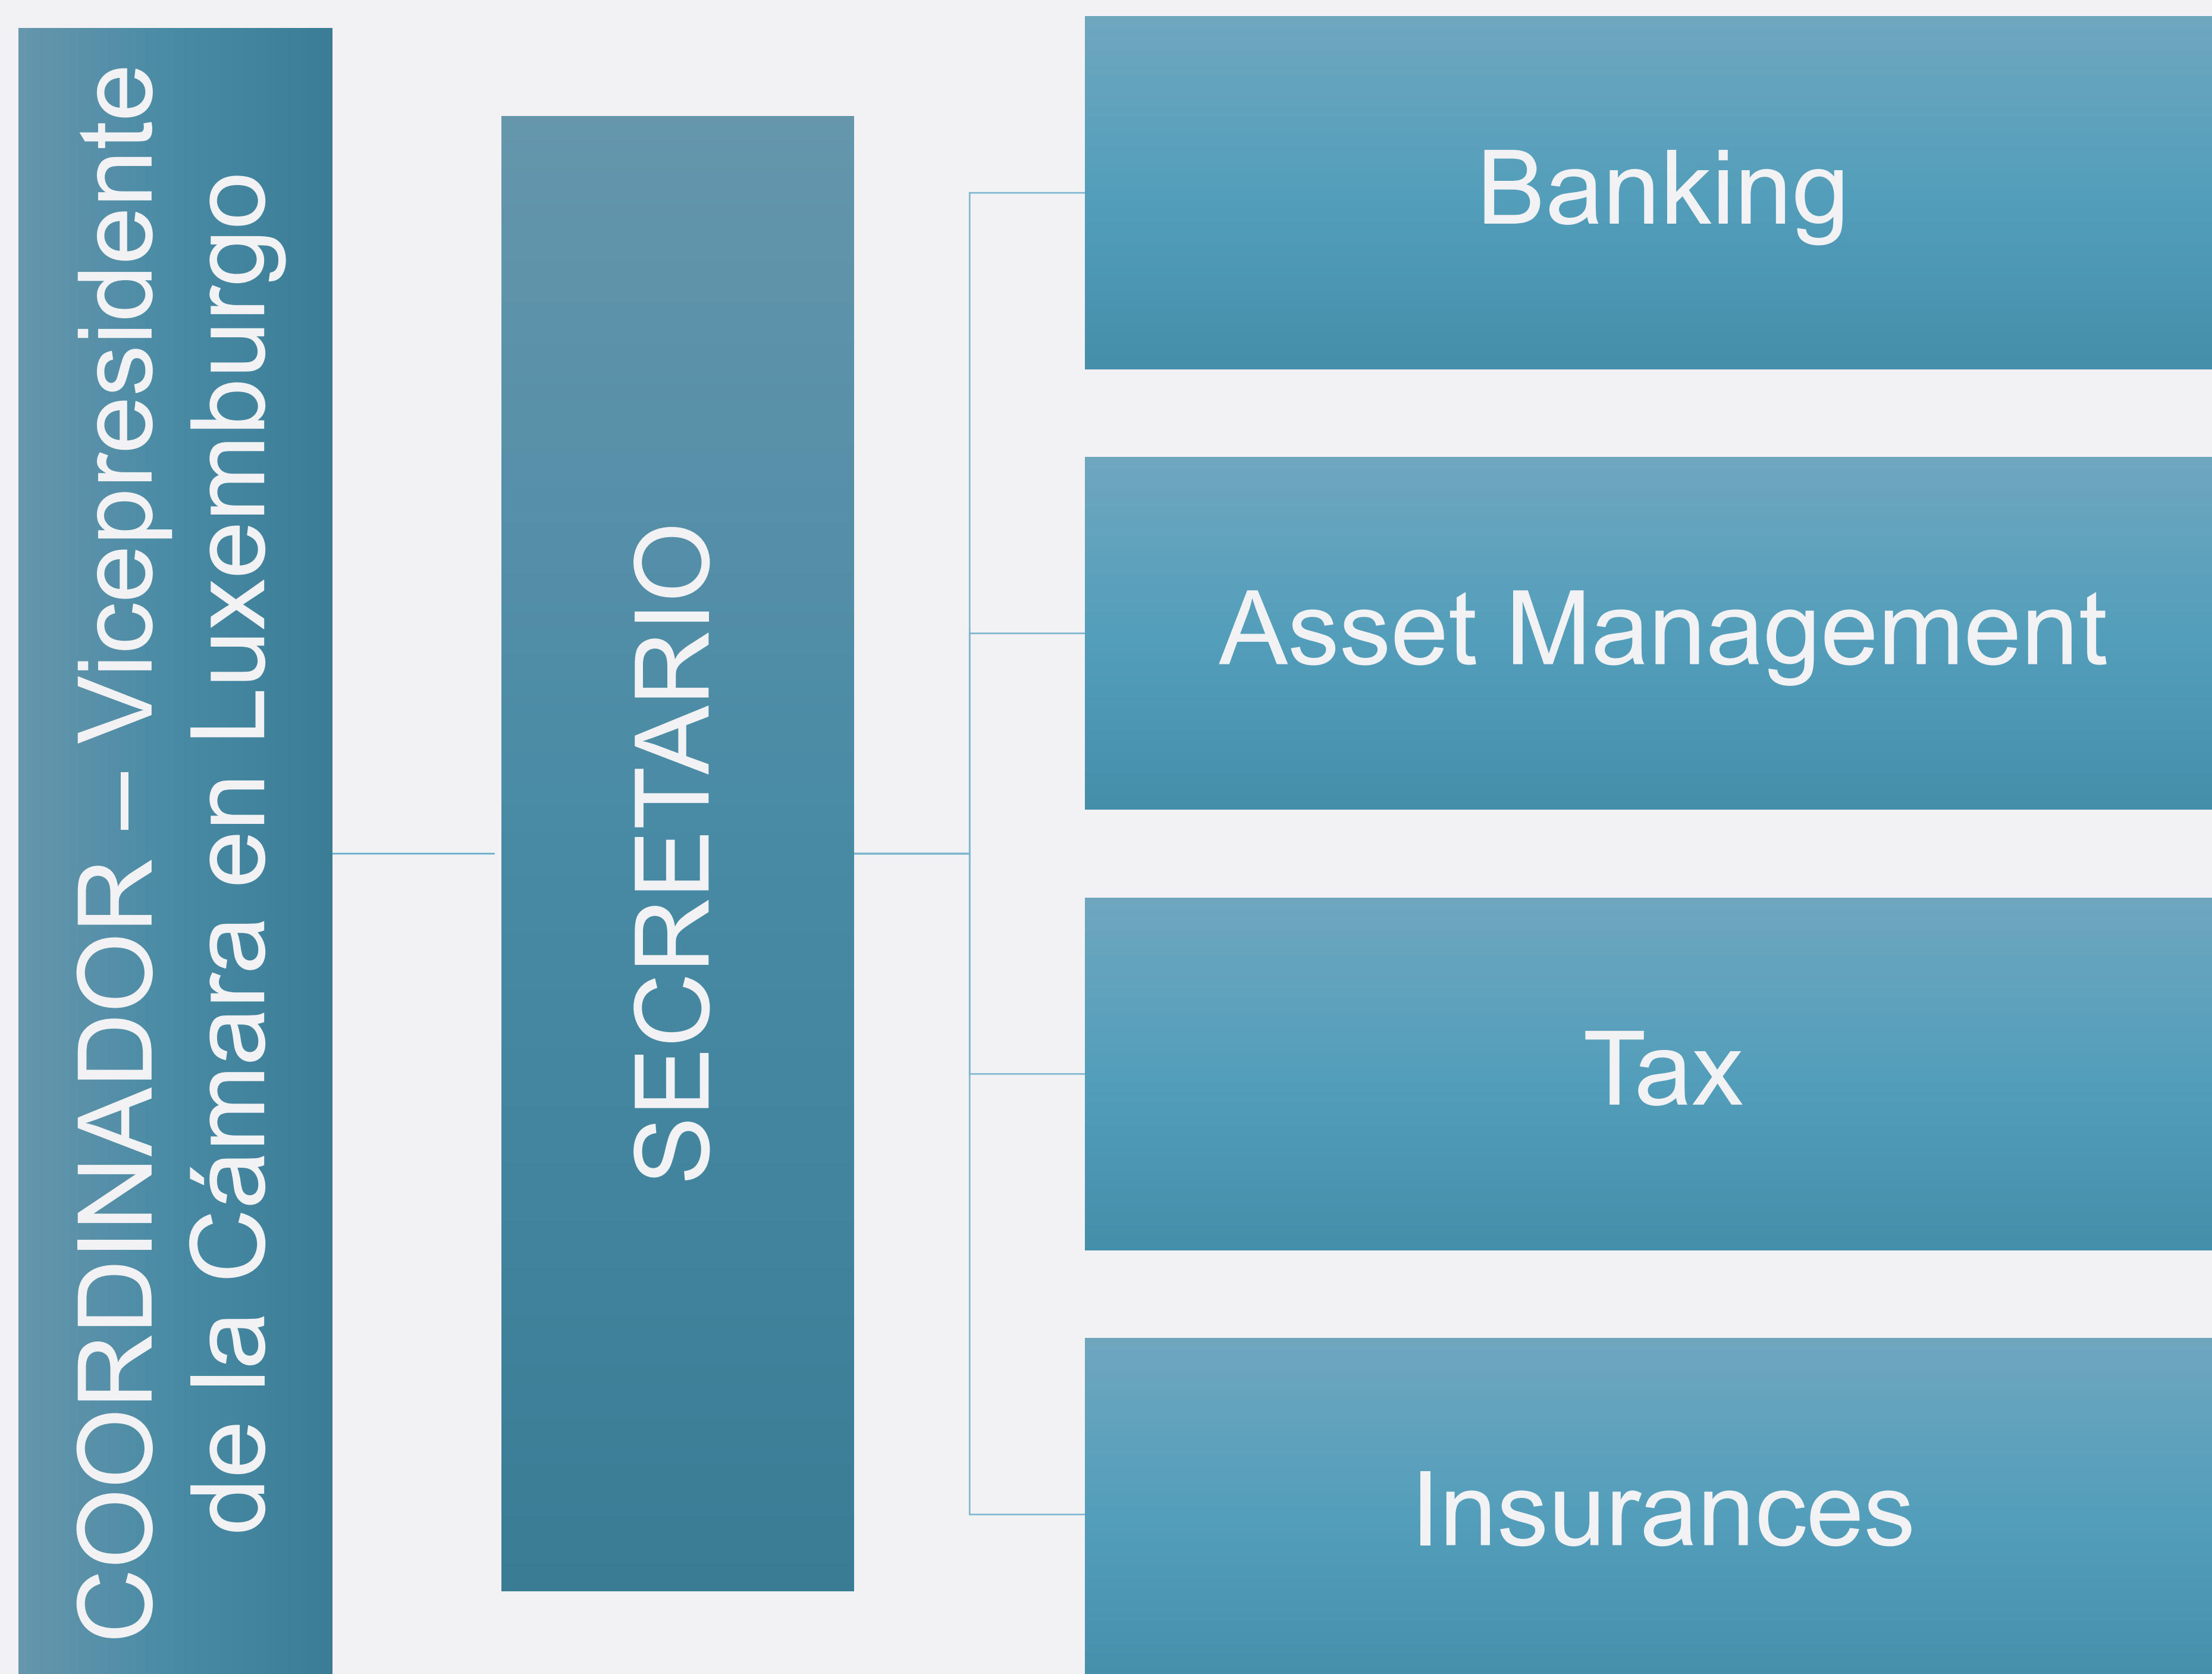 COORDINADOR – Vicepresidente
de la Cámara en Luxemburgo
SECRETARIO
Banking
Asset Management
Tax
Insurances